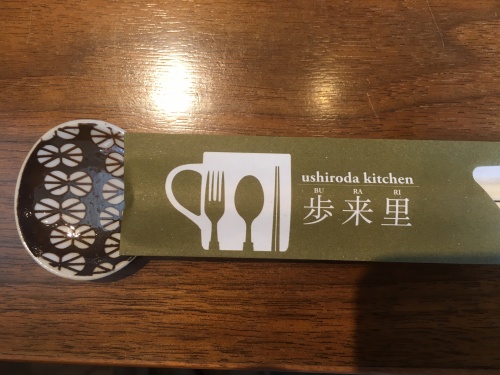 ushiroda kitchen
BU RA RI
歩来里